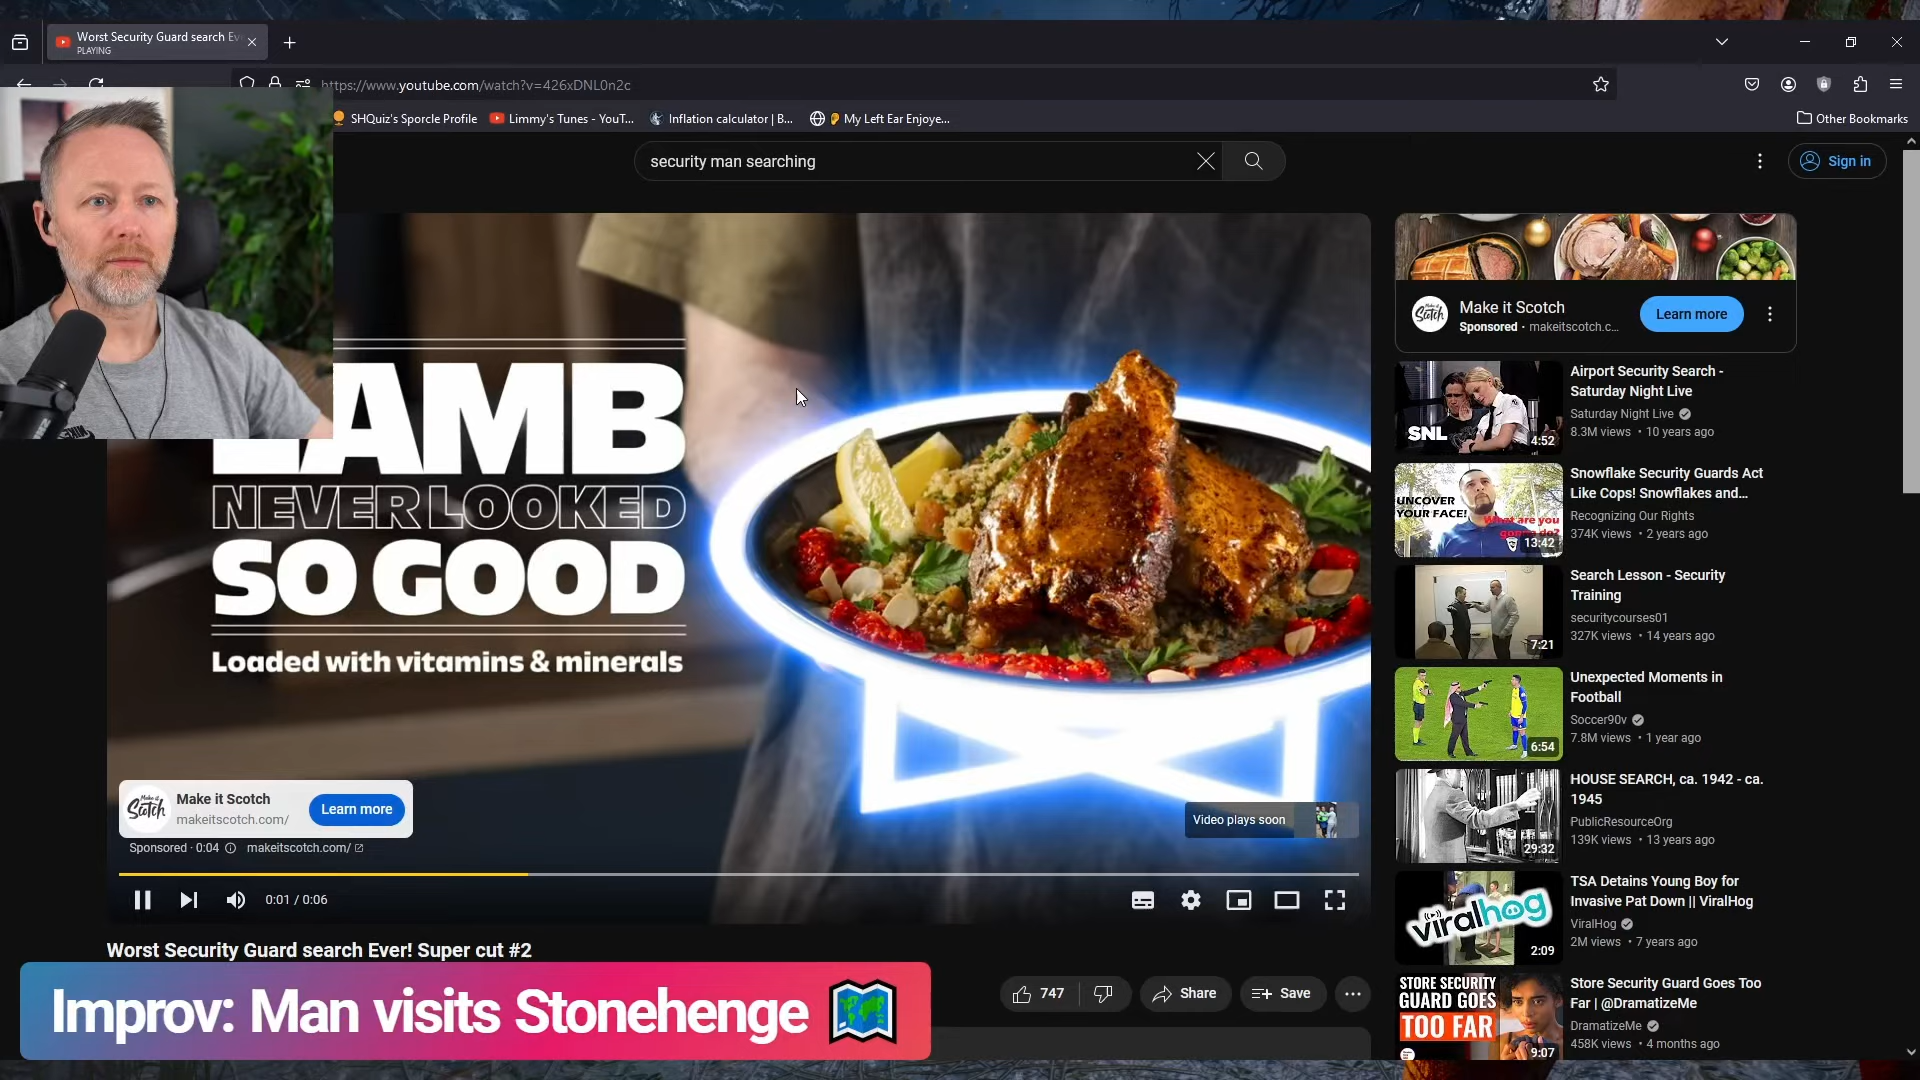 Worst Security Guard search Ev
PLAYING
https://www.youtube.com/watch?v=426xDNL0n2c
SHQuiz's Sporcle Profile
Limmy's Tunes - YouT...
Inflation calculator | B...
My Left Ear Enjoye...
Other Bookmarks
security man searching
Sign in
LAMB
NEVER LOOKED
SO GOOD
Loaded with vitamins & minerals
Make it Scotch
makeitscotch.com/
Learn more
Video plays soon
Sponsored · 0:04
makeitscotch.com/
0:01 / 0:06
Worst Security Guard search Ever! Super cut #2
747
Share
Save
Improv: Man visits Stonehenge
Make it Scotch
Make it Scotch
Sponsored · makeitscotch.c...
Learn more
SNL
4:52
Airport Security Search -
Saturday Night Live
Saturday Night Live
8.3M views • 10 years ago
UNCOVER
YOUR FACE!
What are you
gonna do?
13:42
Snowflake Security Guards Act
Like Cops! Snowflakes and...
Recognizing Our Rights
374K views • 2 years ago
7:21
Search Lesson - Security
Training
securitycourses01
327K views • 14 years ago
6:54
Unexpected Moments in
Football
Soccer90v
7.8M views • 1 year ago
29:32
HOUSE SEARCH, ca. 1942 - ca.
1945
PublicResourceOrg
139K views • 13 years ago
viralhog
2:09
TSA Detains Young Boy for
Invasive Pat Down || ViralHog
ViralHog
2M views • 7 years ago
STORE SECURITY
GUARD GOES
TOO FAR
9:07
Store Security Guard Goes Too
Far | @DramatizeMe
DramatizeMe
458K views • 4 months ago